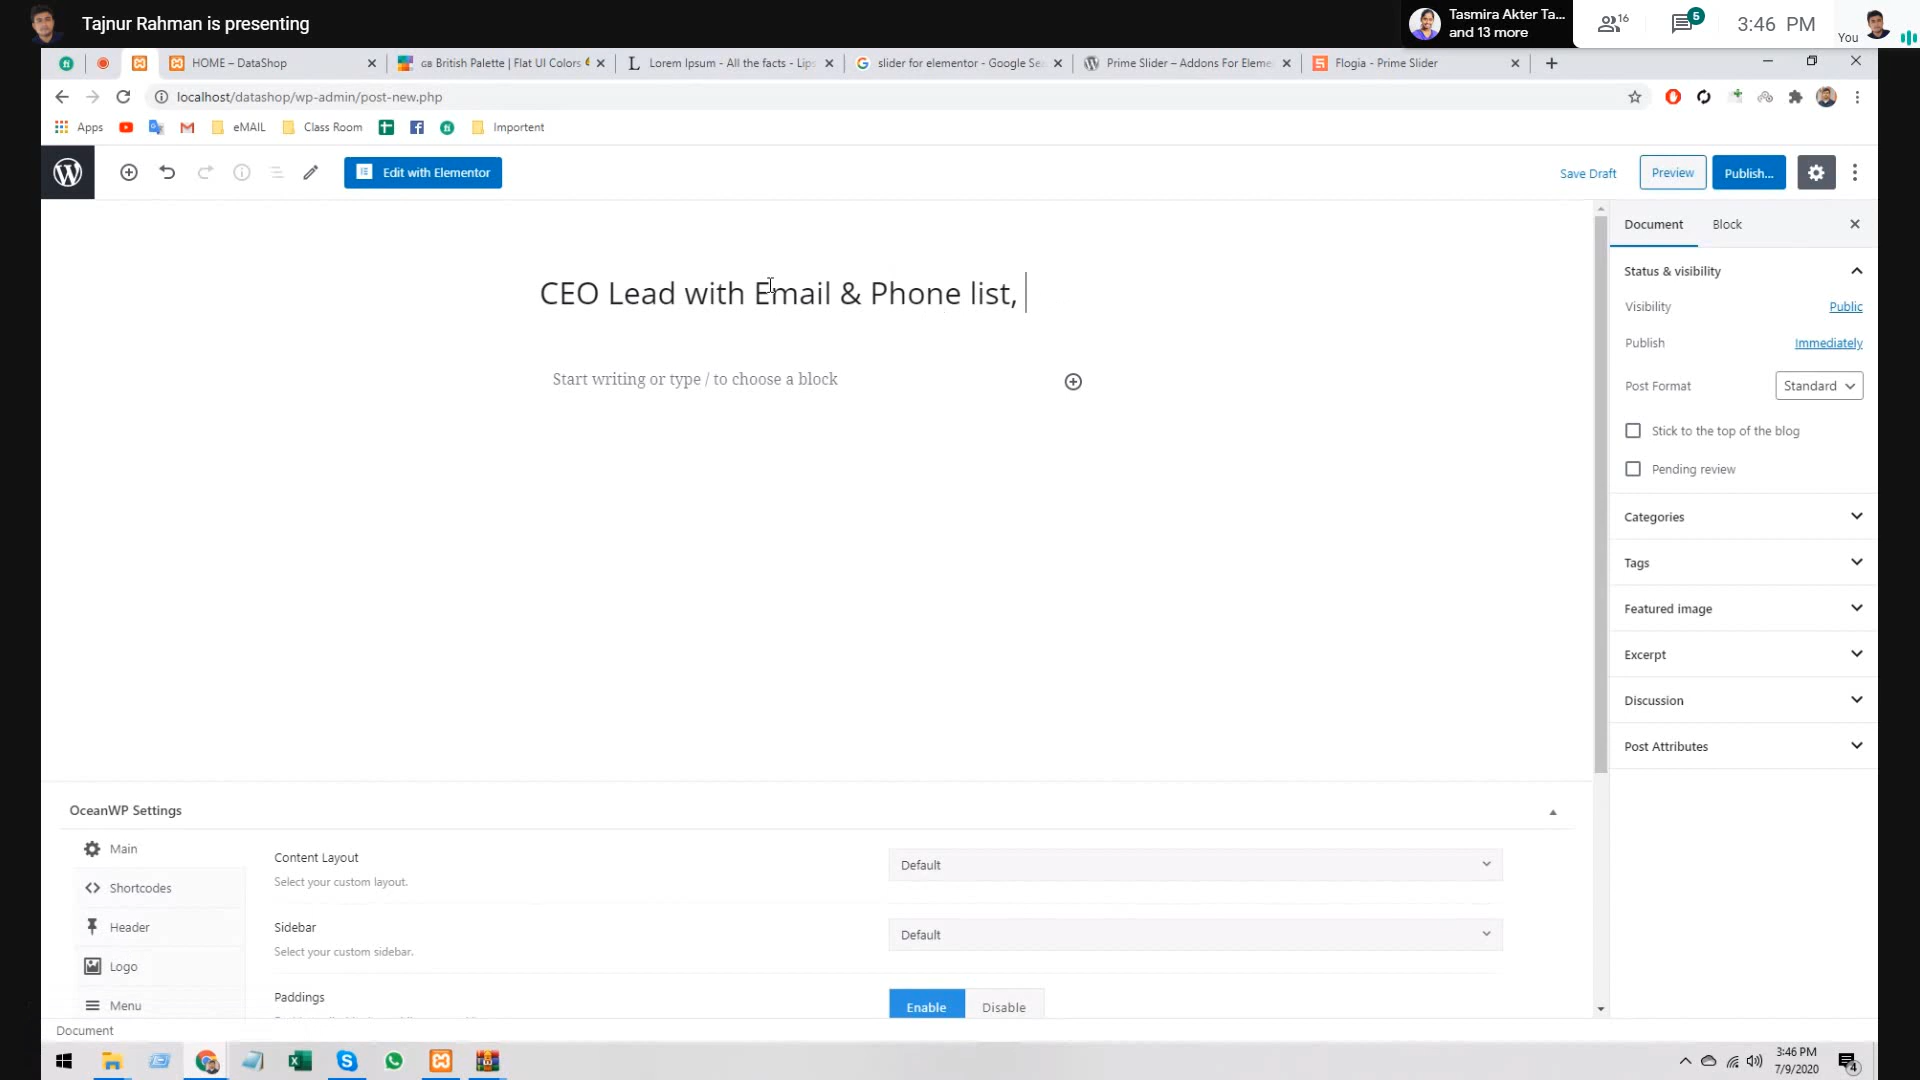 Tajnur Rahman is presenting
Tasmira Akter Ta...
and 13 more
16
5
3:46 PM
You
HOME – DataShop
GB British Palette | Flat UI Colors
Lorem Ipsum - All the facts - Lips
slider for elementor - Google Sea
Prime Slider – Addons For Eleme
Flogia - Prime Slider
localhost/datashop/wp-admin/post-new.php
Apps
eMAIL
Class Room
Importent
Edit with Elementor
Save Draft
Preview
Publish...
Document
Block
CEO Lead with Email & Phone list,
Start writing or type / to choose a block
Status & visibility
Visibility
Public
Publish
Immediately
Post Format
Standard
Stick to the top of the blog
Pending review
Categories
Tags
Featured image
Excerpt
Discussion
Post Attributes
OceanWP Settings
Main
Shortcodes
Header
Logo
Menu
Content Layout
Select your custom layout.
Default
Sidebar
Select your custom sidebar.
Default
Paddings
Enable
Disable
Document
3:46 PM
7/9/2020
4